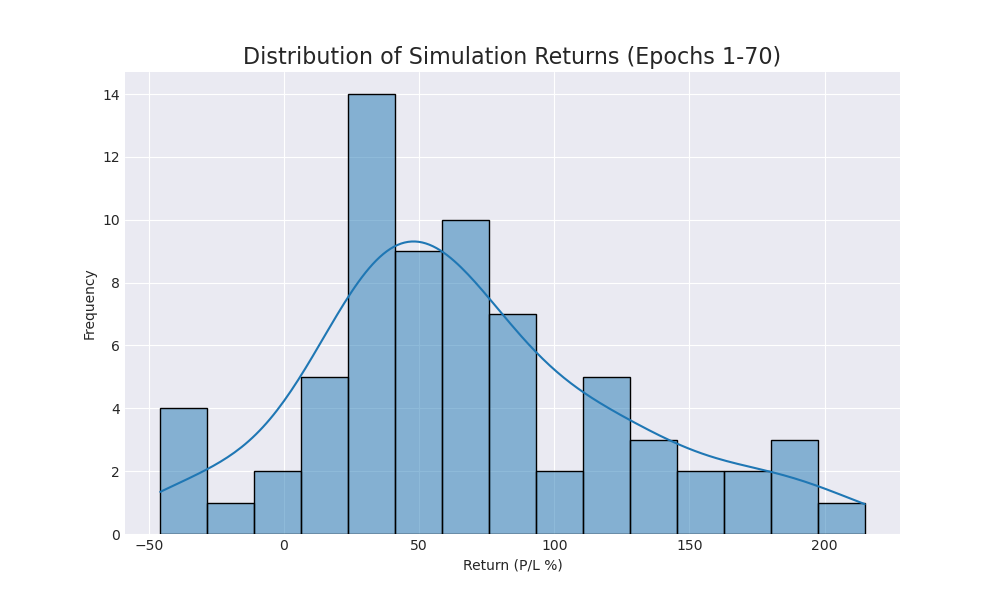 Distribution of Simulation Returns (Epochs 1-70)
14
12
10
8
6
4
2
0
Frequency
−50 0 50 100 150 200
Return (P/L %)